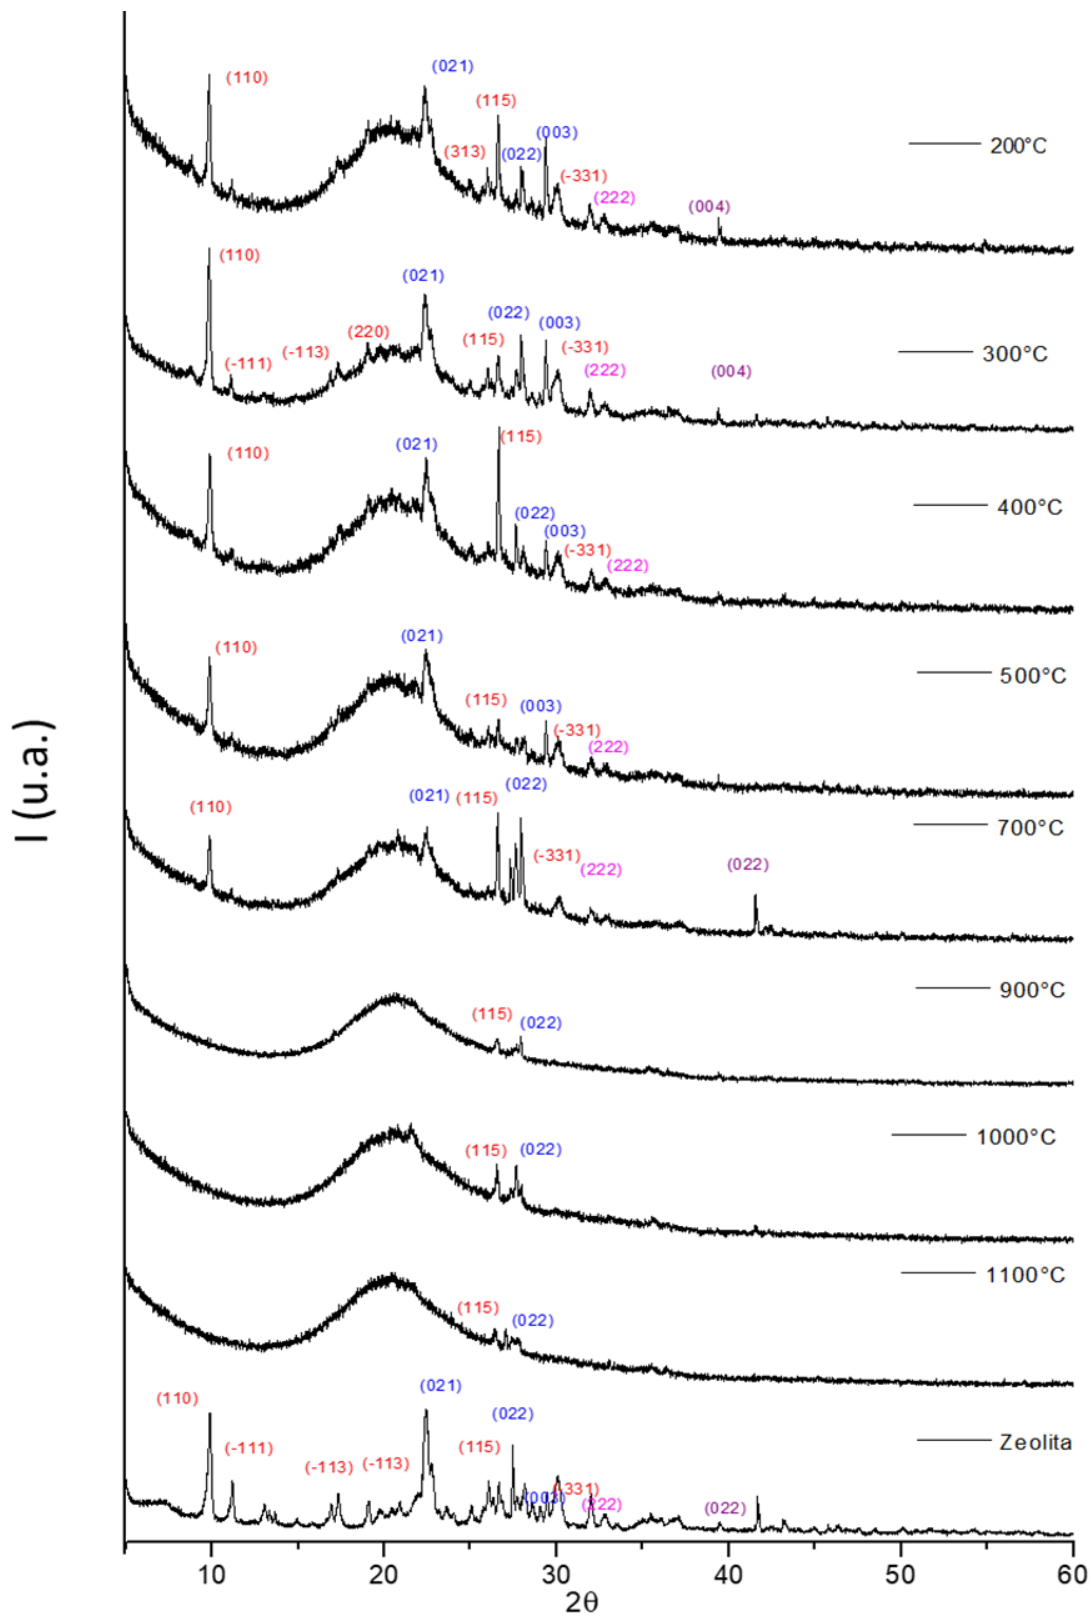 (110) (021) (115) (003) (313) (022) (-331) (222) (004) 200°C
(110) (-111) (-113) (220) (021) (115) (022) (003) (-331) (222) (004) 300°C
(110) (021) (115) (022) (003) (-331) (222) 400°C
(110) (021) (115) (003) (-331) (222) 500°C
(110) (021) (115) (022) (-331) (222) (022) 700°C
(115) (022) 900°C
(115) (022) 1000°C
(115) (022) 1100°C
(110) (-111) (-113) (-113) (021) (115) (022) (003) (-331) (222) (022) Zeolita
I (u.a.)
10 20 30 40 50 60
2θ